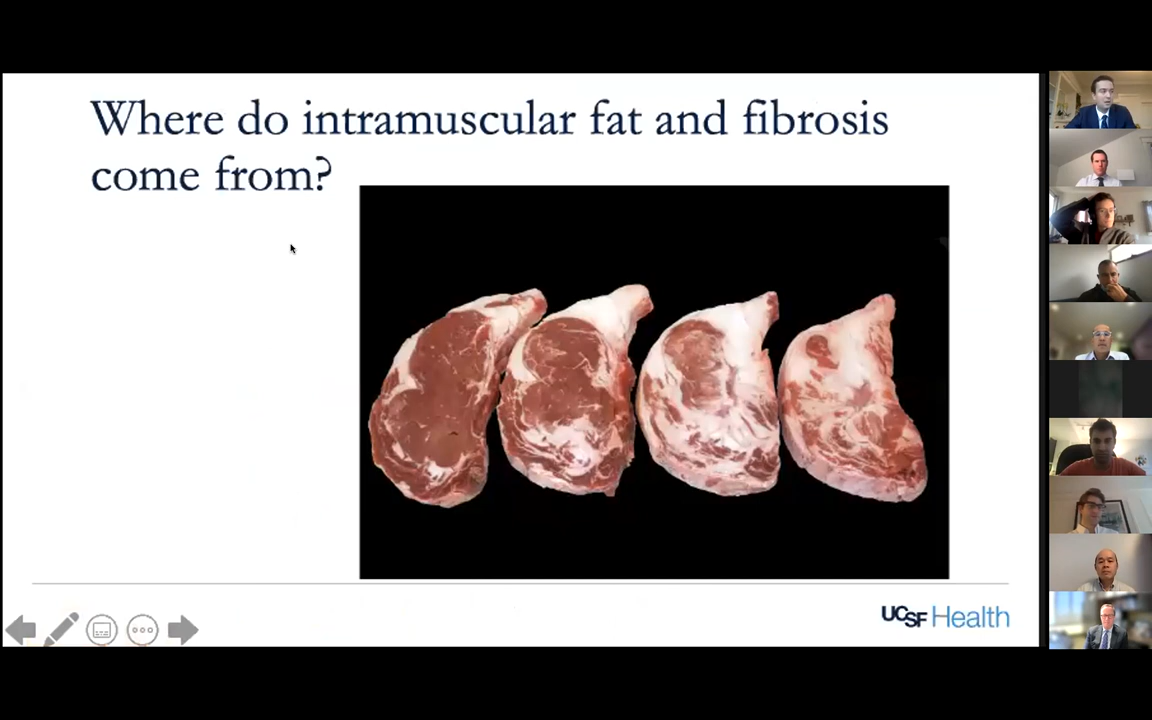 Where do intramuscular fat and fibrosis
come from?
UCSF Health